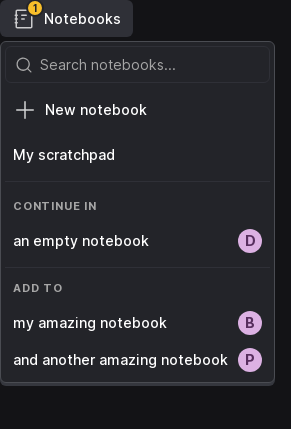 1
Notebooks
Search notebooks...
New notebook
My scratchpad
CONTINUE IN
an empty notebook D
ADD TO
my amazing notebook B
and another amazing notebook P